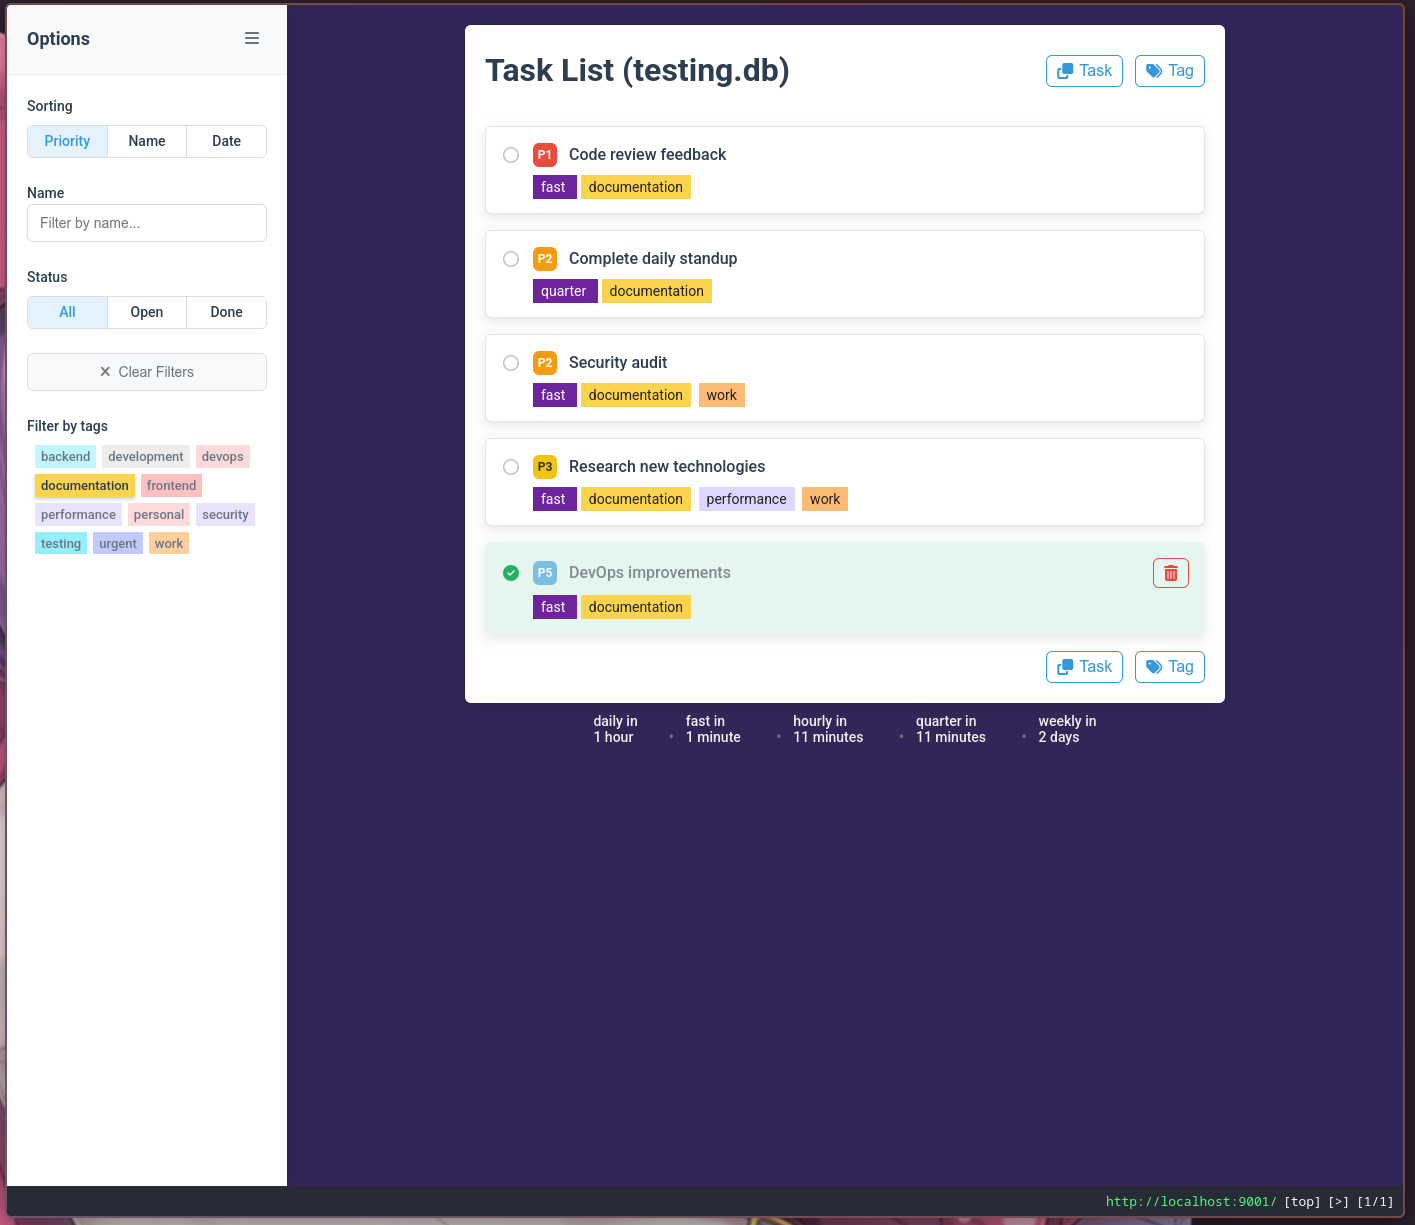 Options
Sorting
Priority Name Date
Name
Filter by name...
Status
All Open Done
Clear Filters
Filter by tags
backend development devops
documentation frontend
performance personal security
testing urgent work
Task List (testing.db)
Task Tag
P1 Code review feedback
fast documentation
P2 Complete daily standup
quarter documentation
P2 Security audit
fast documentation work
P3 Research new technologies
fast documentation performance work
P5 DevOps improvements
fast documentation
Task Tag
daily in
1 hour
• fast in
1 minute
• hourly in
11 minutes
• quarter in
11 minutes
• weekly in
2 days
http://localhost:9001/ [top] [>] [1/1]